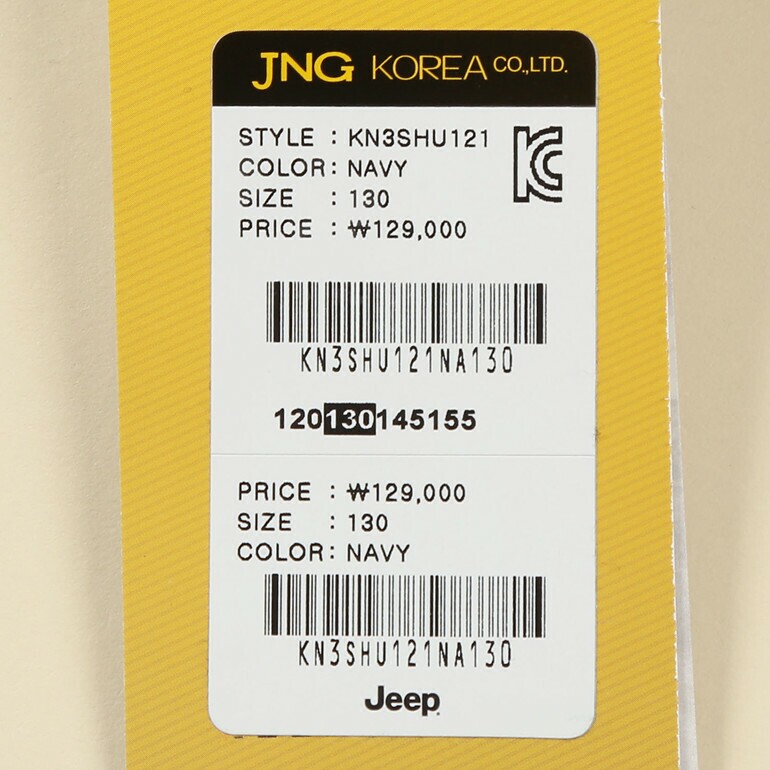 JNG KOREA CO.,LTD.
STYLE : KN3SHU121
COLOR : NAVY
SIZE : 130
PRICE : ₩129,000
KN3SHU121NA130
120130145155
PRICE : ₩129,000
SIZE : 130
COLOR : NAVY
KN3SHU121NA130
Jeep